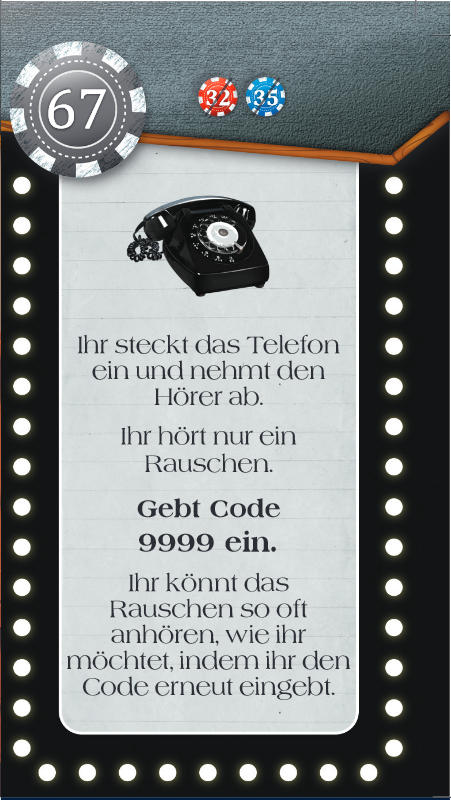 67
32 35
Ihr steckt das Telefon
ein und nehmt den
Hörer ab.
Ihr hört nur ein
Rauschen.
Gebt Code
9999 ein.
Ihr könnt das
Rauschen so oft
anhören, wie ihr
möchtet, indem ihr den
Code erneut eingebt.